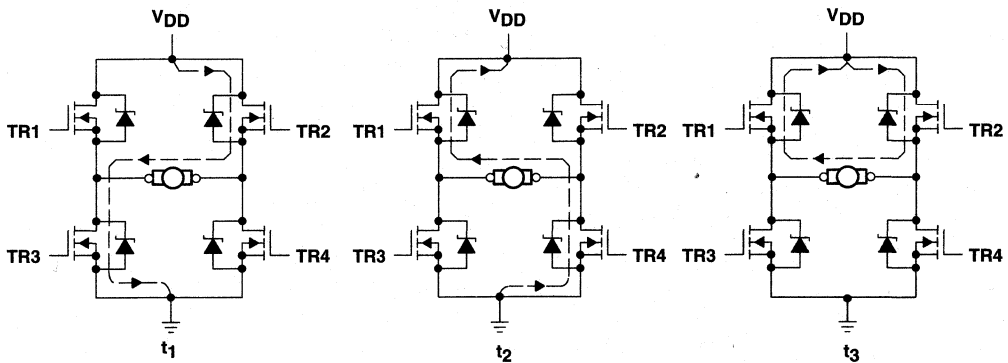 VDD VDD VDD
TR1 TR2 TR1 TR2 TR1 TR2
TR3 TR4 TR3 TR4 TR3 TR4
t1 t2 t3